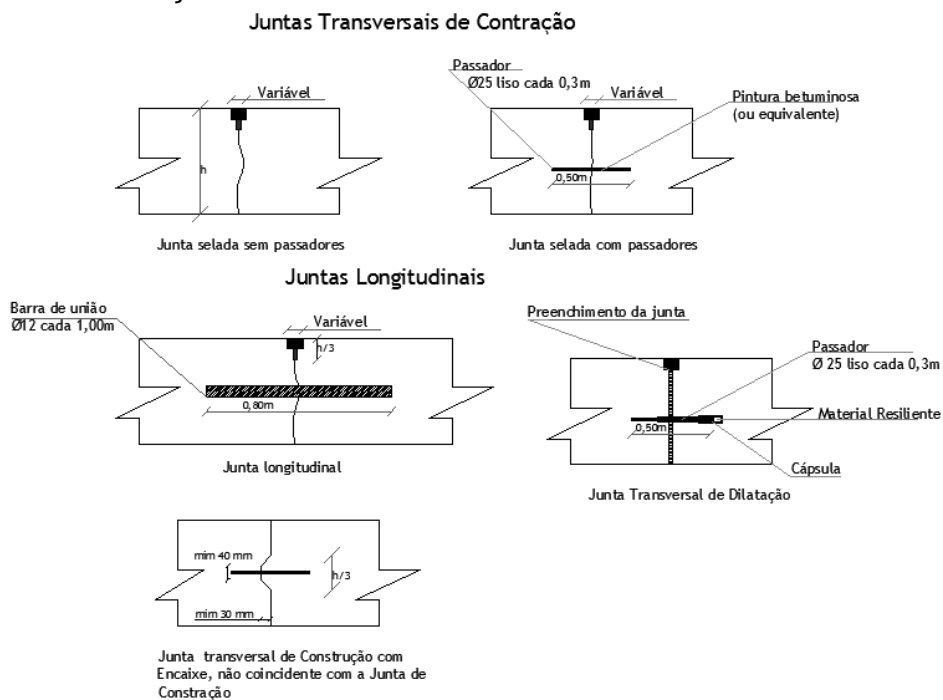 Juntas Transversais de Contração
Variável
h
Junta selada sem passadores
Passador
Ø25 liso cada 0,3m
Variável
Pintura betuminosa
(ou equivalente)
0,50m
Junta selada com passadores
Juntas Longitudinais
Barra de união
Ø12 cada 1,00m
Variável
h/3
0,80m
Junta longitudinal
Preenchimento da junta
Passador
Ø 25 liso cada 0,3m
Material Resiliente
0,50m
Cápsula
Junta Transversal de Dilatação
mim 40 mm
h/3
mim 30 mm
Junta transversal de Construção com
Encaixe, não coincidente com a Junta de
Constração